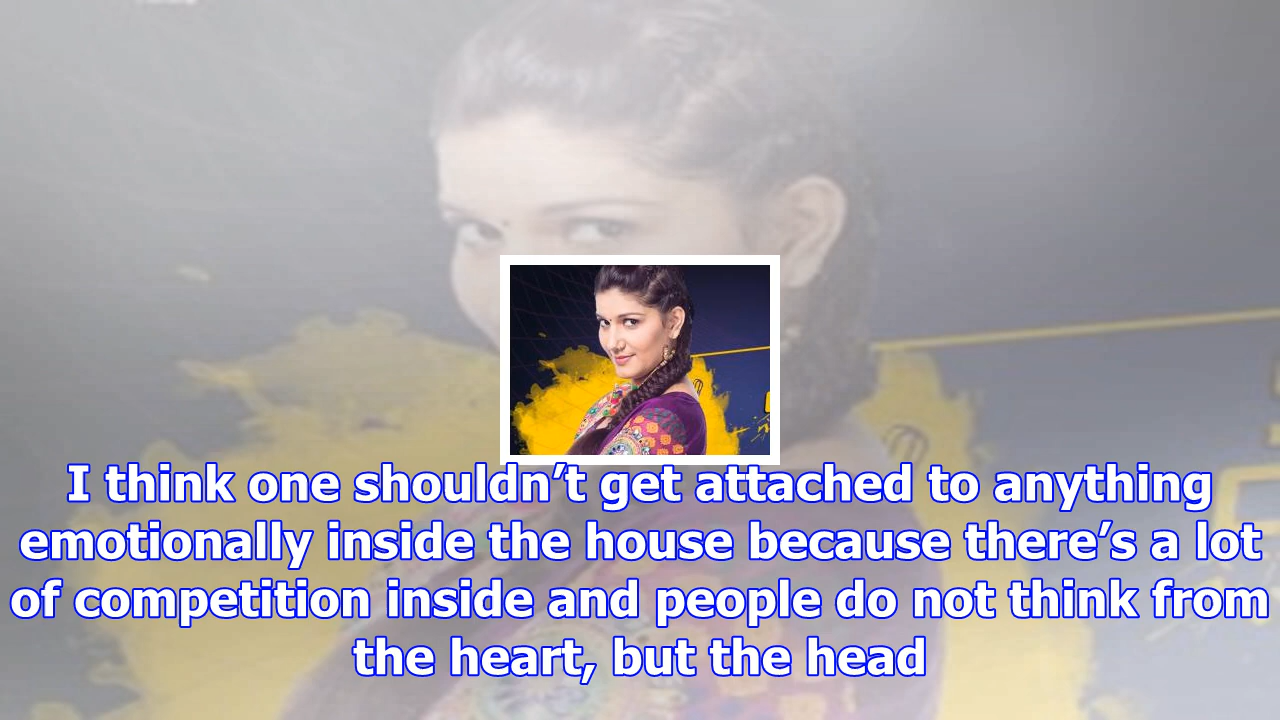 I think one shouldn’t get attached to anything
emotionally inside the house because there’s a lot
of competition inside and people do not think from
the heart, but the head